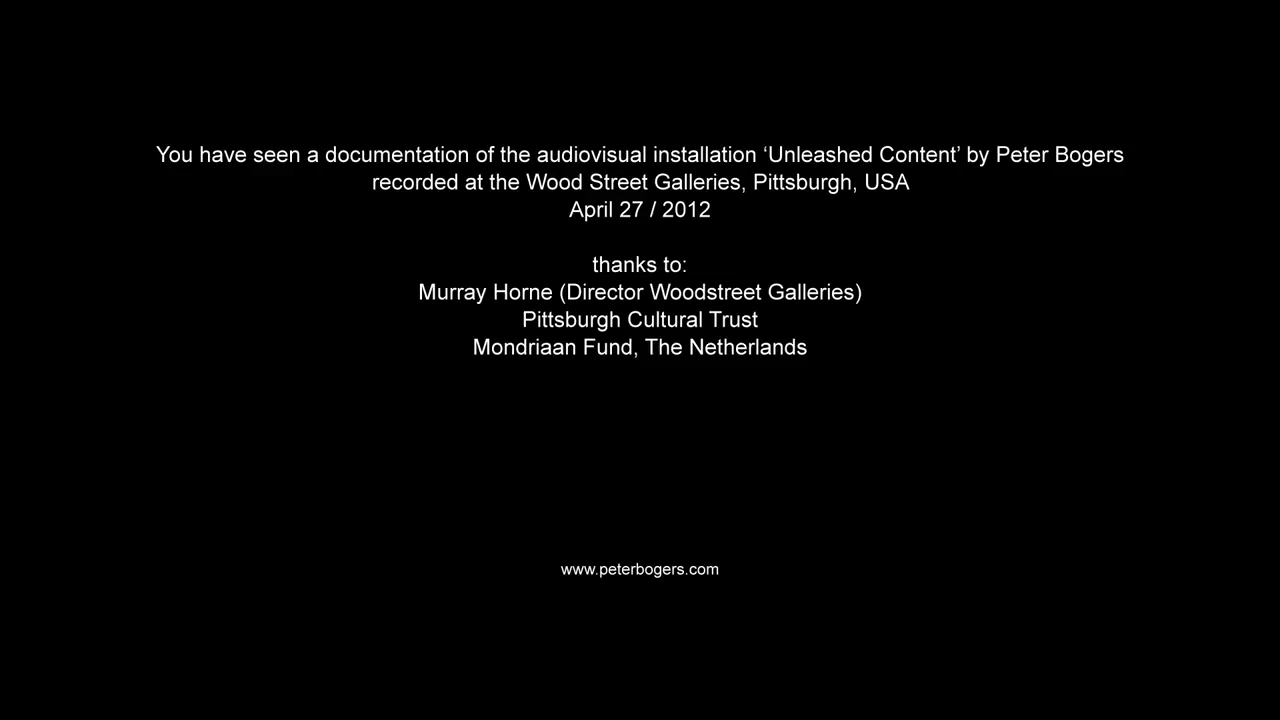 You have seen a documentation of the audiovisual installation ‘Unleashed Content’ by Peter Bogers
recorded at the Wood Street Galleries, Pittsburgh, USA
April 27 / 2012
thanks to:
Murray Horne (Director Woodstreet Galleries)
Pittsburgh Cultural Trust
Mondriaan Fund, The Netherlands
www.peterbogers.com